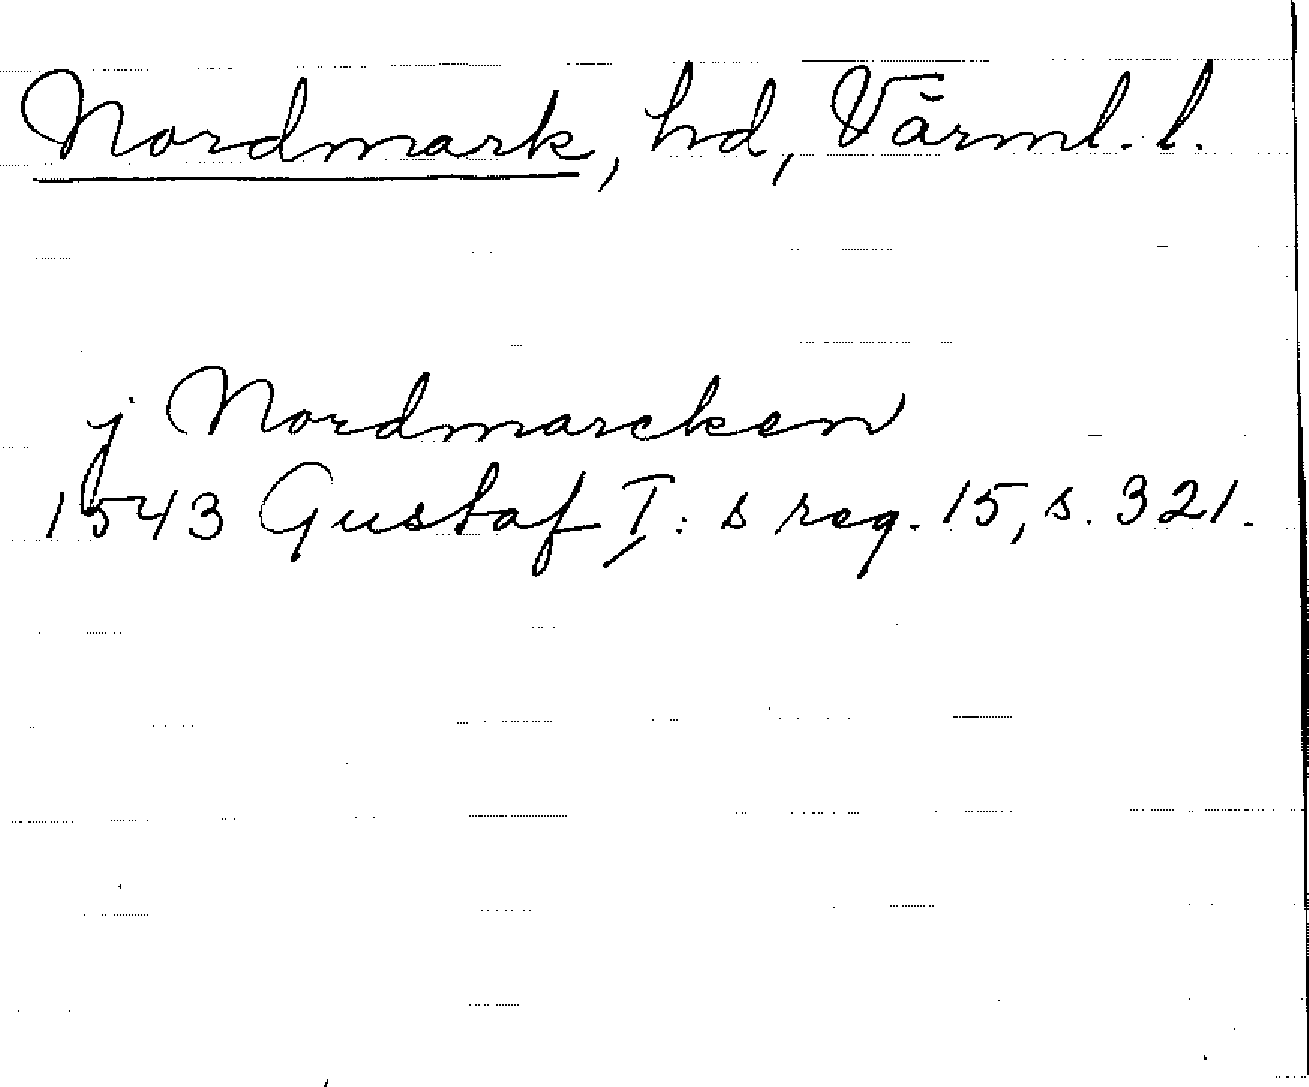 Nordmark, hd, Värml. l.
j Nordmarcken
1543 Gustaf I: s reg. 15, s. 321.